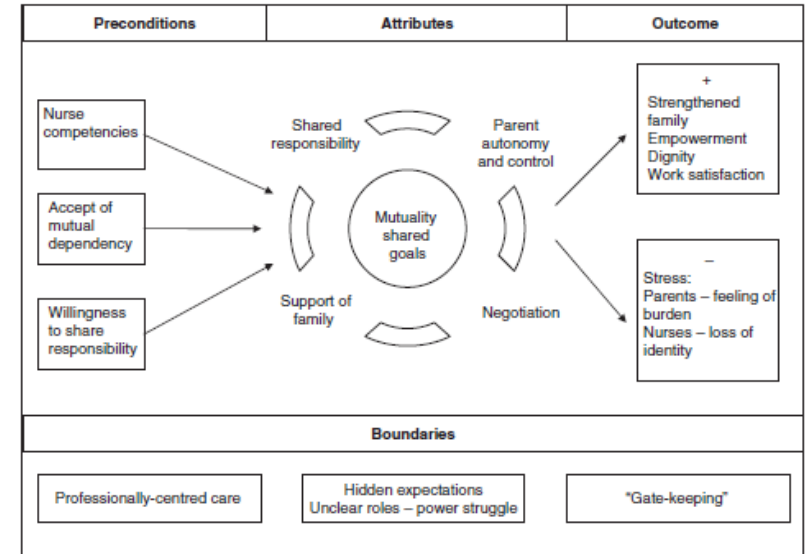 Preconditions
Attributes
Outcome
Nurse
competencies
Accept of
mutual
dependency
Willingness
to share
responsibility
Shared
responsibility
Parent
autonomy
and control
Mutuality
shared
goals
Support of
family
Negotiation
+
Strengthened
family
Empowerment
Dignity
Work satisfaction
–
Stress:
Parents – feeling of
burden
Nurses – loss of
identity
Boundaries
Professionally-centred care
Hidden expectations
Unclear roles – power struggle
"Gate-keeping"